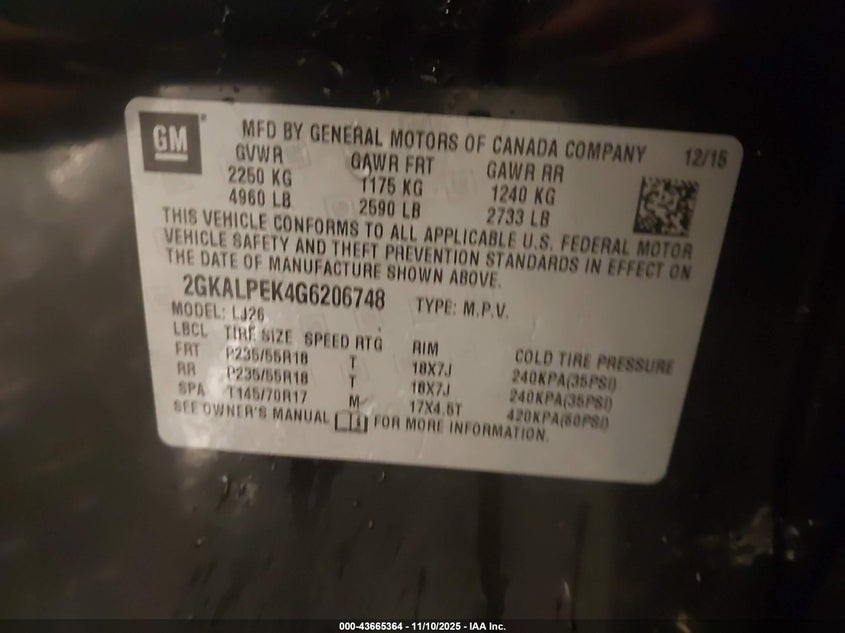 GM
MFD BY GENERAL MOTORS OF CANADA COMPANY 12/15
GVWR GAWR FRT GAWR RR
2250 KG 1175 KG 1240 KG
4960 LB 2590 LB 2733 LB
THIS VEHICLE CONFORMS TO ALL APPLICABLE U.S. FEDERAL MOTOR
VEHICLE SAFETY AND THEFT PREVENTION STANDARDS IN EFFECT ON
THE DATE OF MANUFACTURE SHOWN ABOVE.
2GKALPEK4G6206748 TYPE: M.P.V.
MODEL: LJ26
LBCL TIRE SIZE SPEED RTG RIM COLD TIRE PRESSURE
FRT P235/55R18 T 18X7J 240KPA(35PSI)
RR P235/55R18 T 18X7J 240KPA(35PSI)
SPA T145/70R17 M 17X4.5T 420KPA(60PSI)
SEE OWNER'S MANUAL FOR MORE INFORMATION.
000-43665364 - 11/10/2025 - IAA Inc.